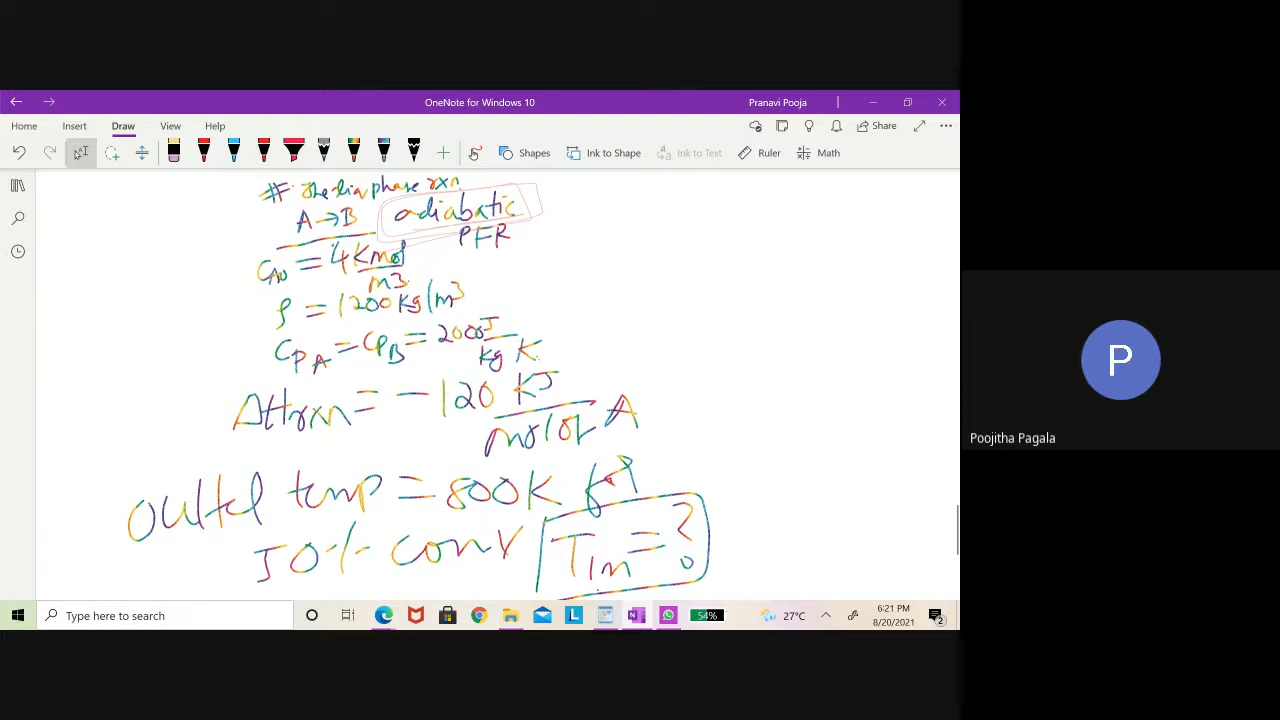 OneNote for Windows 10
Pranavi Pooja
Home Insert Draw View Help
Share
Shapes Ink to Shape Ink to Text Ruler Math
# The liq phase rxn
A → B adiabatic
PFR
CA0 = 4 Kmol/m3
ρ = 1200 kg/m3
CPA = CPB = 2000 J/kg K
ΔHrxn = -120 KJ/mol of A
outlet temp = 800K for
50% conv Tin = ?
P
Poojitha Pagala
Type here to search
54%
27°C
6:21 PM
8/20/2021
2